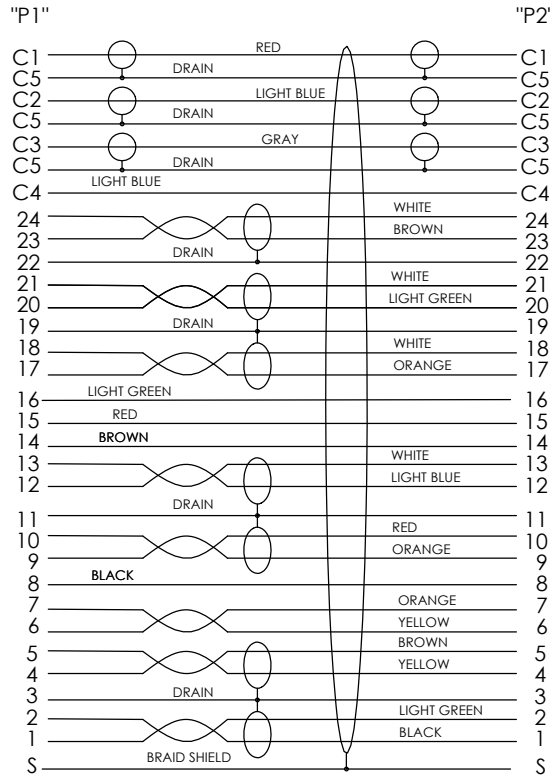 "P1" "P2'
C1 RED C1
C5 DRAIN C5
C2 LIGHT BLUE C2
C5 DRAIN C5
C3 GRAY C3
C5 DRAIN C5
LIGHT BLUE
C4 C4
24 WHITE 24
23 BROWN 23
22 DRAIN 22
21 WHITE 21
20 LIGHT GREEN 20
19 DRAIN 19
18 WHITE 18
17 ORANGE 17
LIGHT GREEN
16 16
15 RED 15
14 BROWN 14
13 WHITE 13
12 LIGHT BLUE 12
DRAIN
11 11
10 RED 10
9 ORANGE 9
8 BLACK 8
7 ORANGE 7
6 YELLOW 6
5 BROWN 5
4 YELLOW 4
3 DRAIN 3
2 LIGHT GREEN 2
1 BLACK 1
BRAID SHIELD
S S